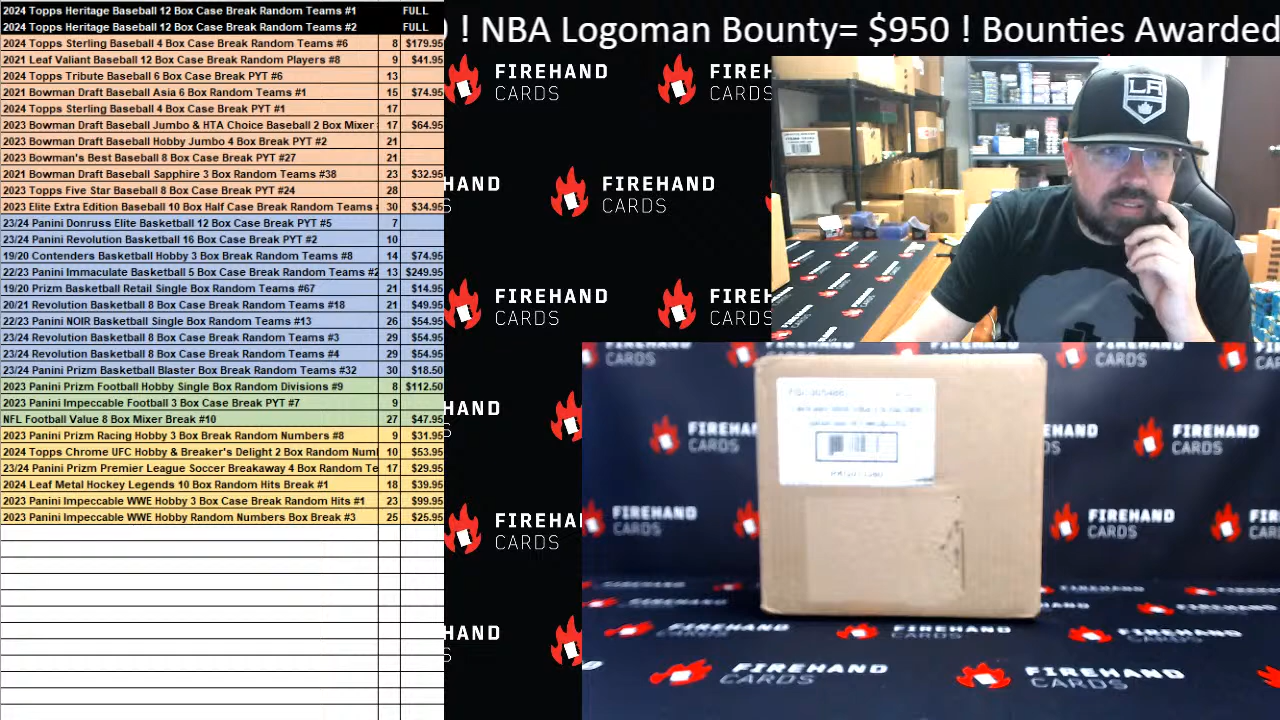 2024 Topps Heritage Baseball 12 Box Case Break Random Teams #1 FULL
2024 Topps Heritage Baseball 12 Box Case Break Random Teams #2 FULL
2024 Topps Sterling Baseball 4 Box Case Break Random Teams #6 8 $179.95
2021 Leaf Valiant Baseball 12 Box Case Break Random Players #8 9 $41.95
2024 Topps Tribute Baseball 6 Box Case Break PYT #6 13
2021 Bowman Draft Baseball Asia 6 Box Random Teams #1 15 $74.95
2024 Topps Sterling Baseball 4 Box Case Break PYT #1 17
2023 Bowman Draft Baseball Jumbo & HTA Choice Baseball 2 Box Mixer 17 $64.95
2023 Bowman Draft Baseball Hobby Jumbo 4 Box Break PYT #2 21
2023 Bowman's Best Baseball 8 Box Case Break PYT #27 21
2021 Bowman Draft Baseball Sapphire 3 Box Break Random Teams #38 23 $32.95
2023 Topps Five Star Baseball 8 Box Case Break PYT #24 28
2023 Elite Extra Edition Baseball 10 Box Half Case Break Random Teams 30 $34.95
23/24 Panini Donruss Elite Basketball 12 Box Case Break PYT #5 7
23/24 Panini Revolution Basketball 16 Box Case Break PYT #2 10
19/20 Contenders Basketball Hobby 3 Box Break Random Teams #8 14 $74.95
22/23 Panini Immaculate Basketball 5 Box Case Break Random Teams #2 13 $249.95
19/20 Prizm Basketball Retail Single Box Random Teams #67 21 $14.95
20/21 Revolution Basketball 8 Box Case Break Random Teams #18 21 $49.95
22/23 Panini NOIR Basketball Single Box Random Teams #13 26 $54.95
23/24 Revolution Basketball 8 Box Case Break Random Teams #3 29 $54.95
23/24 Revolution Basketball 8 Box Case Break Random Teams #4 29 $54.95
23/24 Panini Prizm Basketball Blaster Box Break Random Teams #32 30 $18.50
2023 Panini Prizm Football Hobby Single Box Random Divisions #9 8 $112.50
2023 Panini Impeccable Football 3 Box Case Break PYT #7 9
NFL Football Value 8 Box Mixer Break #10 27 $47.95
2023 Panini Prizm Racing Hobby 3 Box Break Random Numbers #8 9 $31.95
2024 Topps Chrome UFC Hobby & Breaker's Delight 2 Box Random Num 10 $53.95
23/24 Panini Prizm Premier League Soccer Breakaway 4 Box Random Te 17 $29.95
2024 Leaf Metal Hockey Legends 10 Box Random Hits Break #1 18 $39.95
2023 Panini Impeccable WWE Hobby 3 Box Case Break Random Hits #1 23 $99.95
2023 Panini Impeccable WWE Hobby Random Numbers Box Break #3 25 $25.95
) ! NBA Logoman Bounty= $950 ! Bounties Awarded
FIREHAND CARDS
FIREHAND CARDS
LA